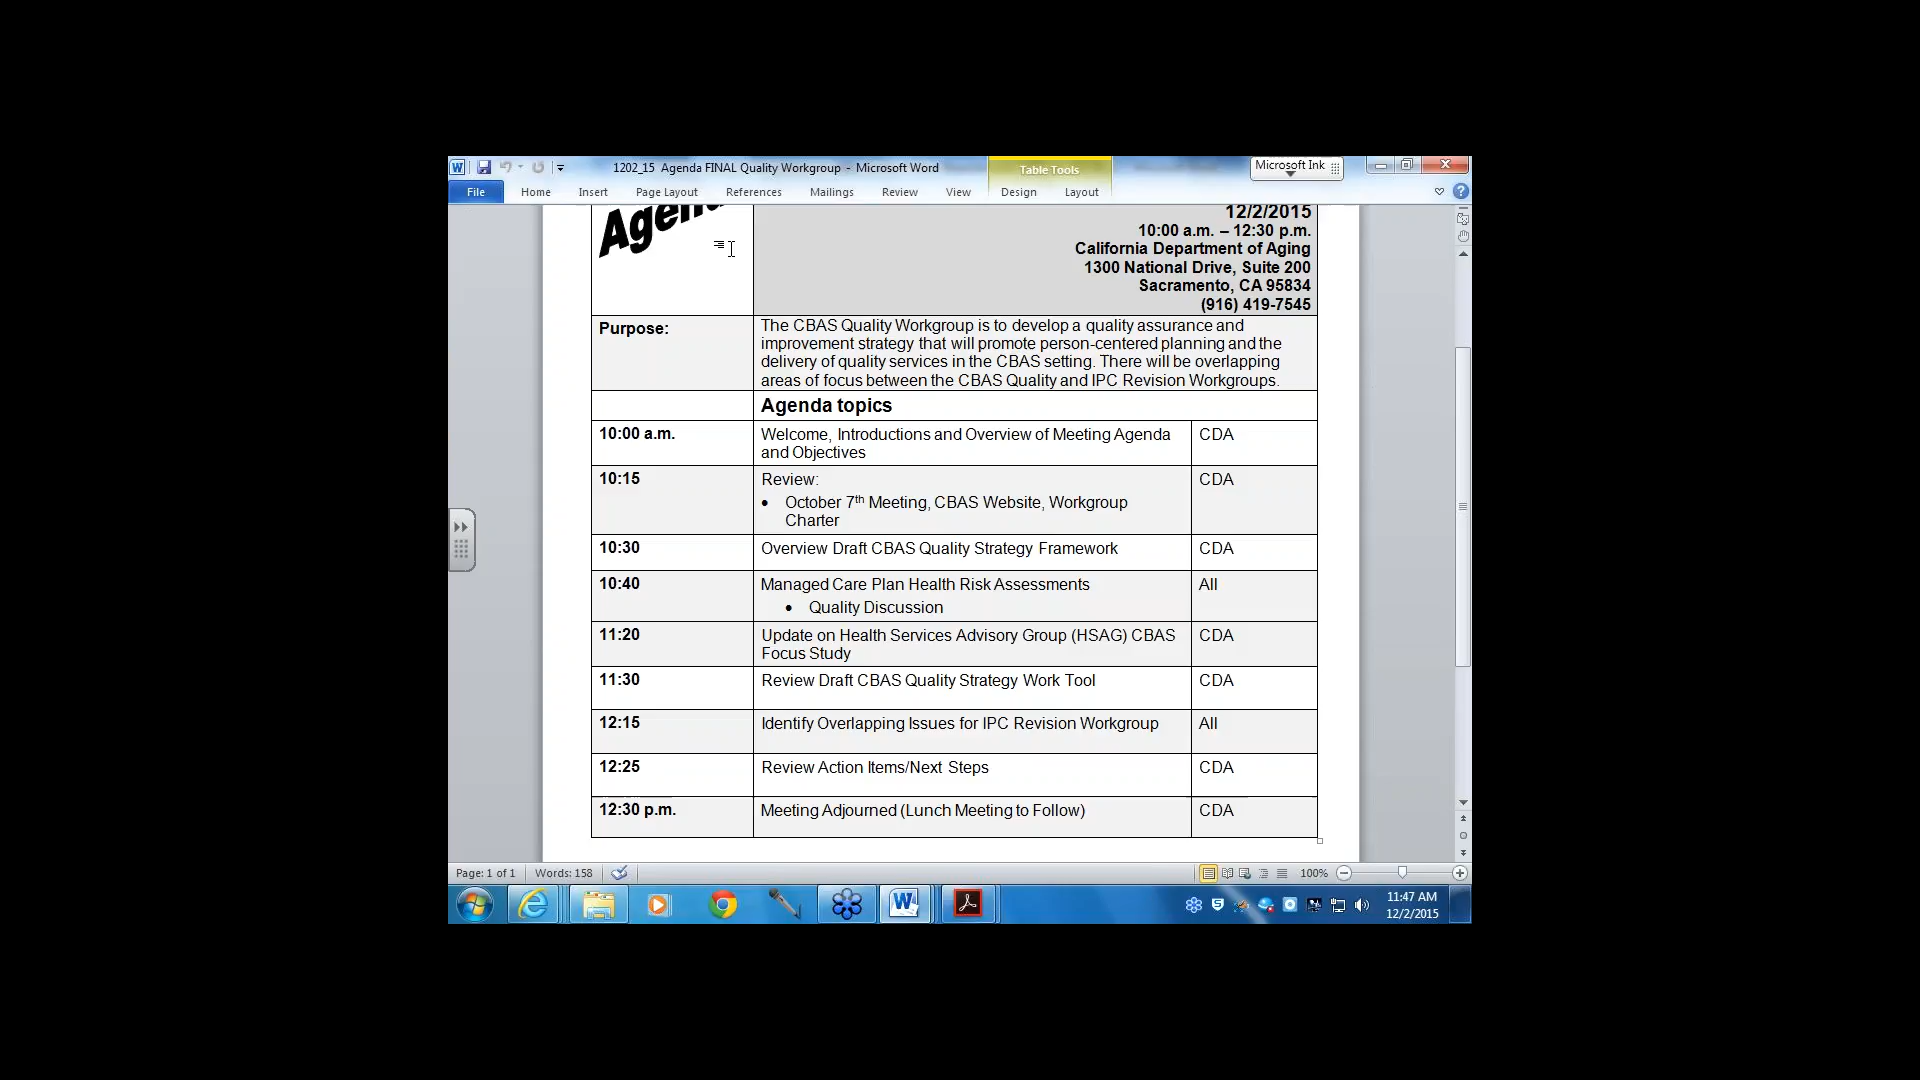 1202_15 Agenda FINAL Quality Workgroup - Microsoft Word
Table Tools
Microsoft Ink
File Home Insert Page Layout References Mailings Review View Design Layout
12/2/2015
10:00 a.m. – 12:30 p.m.
California Department of Aging
1300 National Drive, Suite 200
Sacramento, CA 95834
(916) 419-7545
Purpose:
The CBAS Quality Workgroup is to develop a quality assurance and
improvement strategy that will promote person-centered planning and the
delivery of quality services in the CBAS setting. There will be overlapping
areas of focus between the CBAS Quality and IPC Revision Workgroups.
Agenda topics
10:00 a.m. Welcome, Introductions and Overview of Meeting Agenda CDA
and Objectives
10:15 Review: CDA
• October 7th Meeting, CBAS Website, Workgroup
Charter
10:30 Overview Draft CBAS Quality Strategy Framework CDA
10:40 Managed Care Plan Health Risk Assessments All
• Quality Discussion
11:20 Update on Health Services Advisory Group (HSAG) CBAS CDA
Focus Study
11:30 Review Draft CBAS Quality Strategy Work Tool CDA
12:15 Identify Overlapping Issues for IPC Revision Workgroup All
12:25 Review Action Items/Next Steps CDA
12:30 p.m. Meeting Adjourned (Lunch Meeting to Follow) CDA
Page: 1 of 1 Words: 158 100%
11:47 AM
12/2/2015